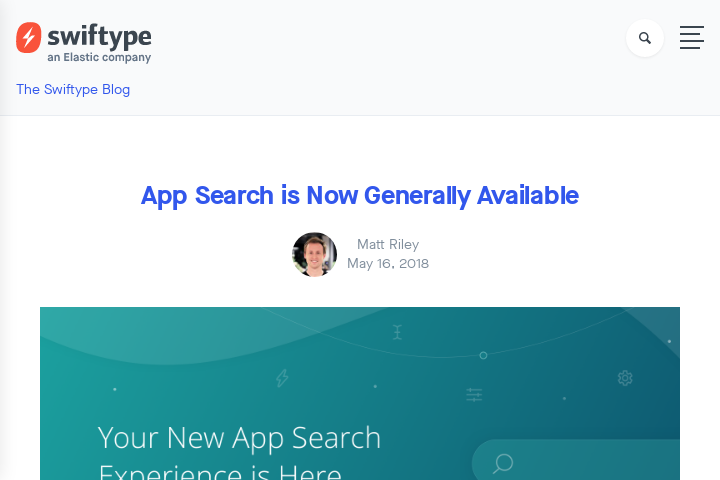 swiftype
an Elastic company
The Swiftype Blog
App Search is Now Generally Available
Matt Riley
May 16, 2018
Your New App Search
Experience is Here